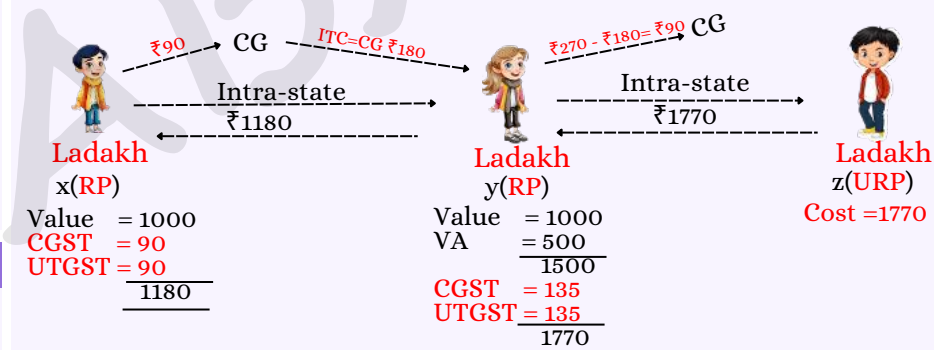 ₹90
CG
ITC=CG ₹180
₹270 - ₹180= ₹90
CG
Intra-state
₹1180
Intra-state
₹1770
Ladakh
x(RP)
Value = 1000
CGST = 90
UTGST = 90
1180
Ladakh
y(RP)
Value = 1000
VA = 500
1500
CGST = 135
UTGST = 135
1770
Ladakh
z(URP)
Cost =1770